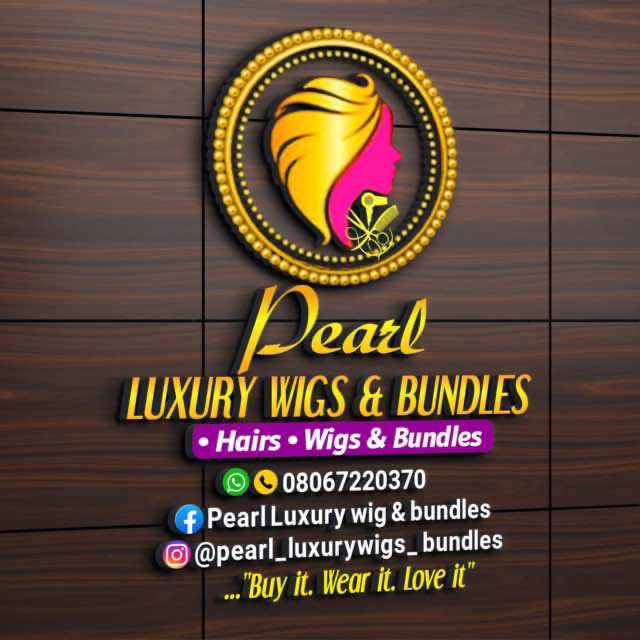 Pearl
LUXURY WIGS & BUNDLES
• Hairs • Wigs & Bundles
08067220370
Pearl Luxury wig & bundles
@pearl_luxurywigs_ bundles
..."Buy it. Wear it. Love it"